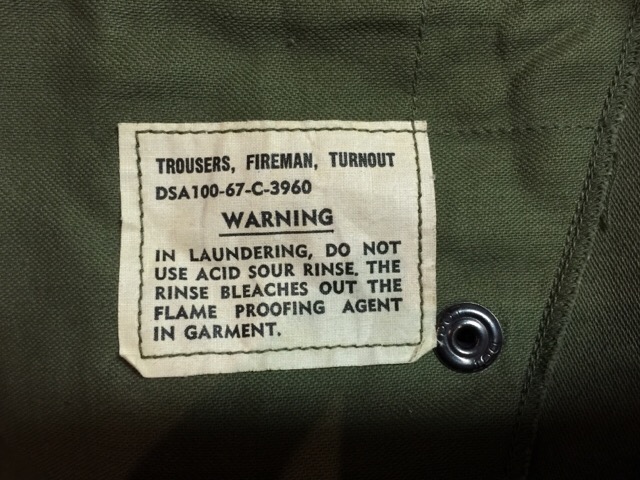 TROUSERS, FIREMAN, TURNOUT
DSA100-67-C-3960
WARNING
IN LAUNDERING, DO NOT
USE ACID SOUR RINSE. THE
RINSE BLEACHES OUT THE
FLAME PROOFING AGENT
IN GARMENT.